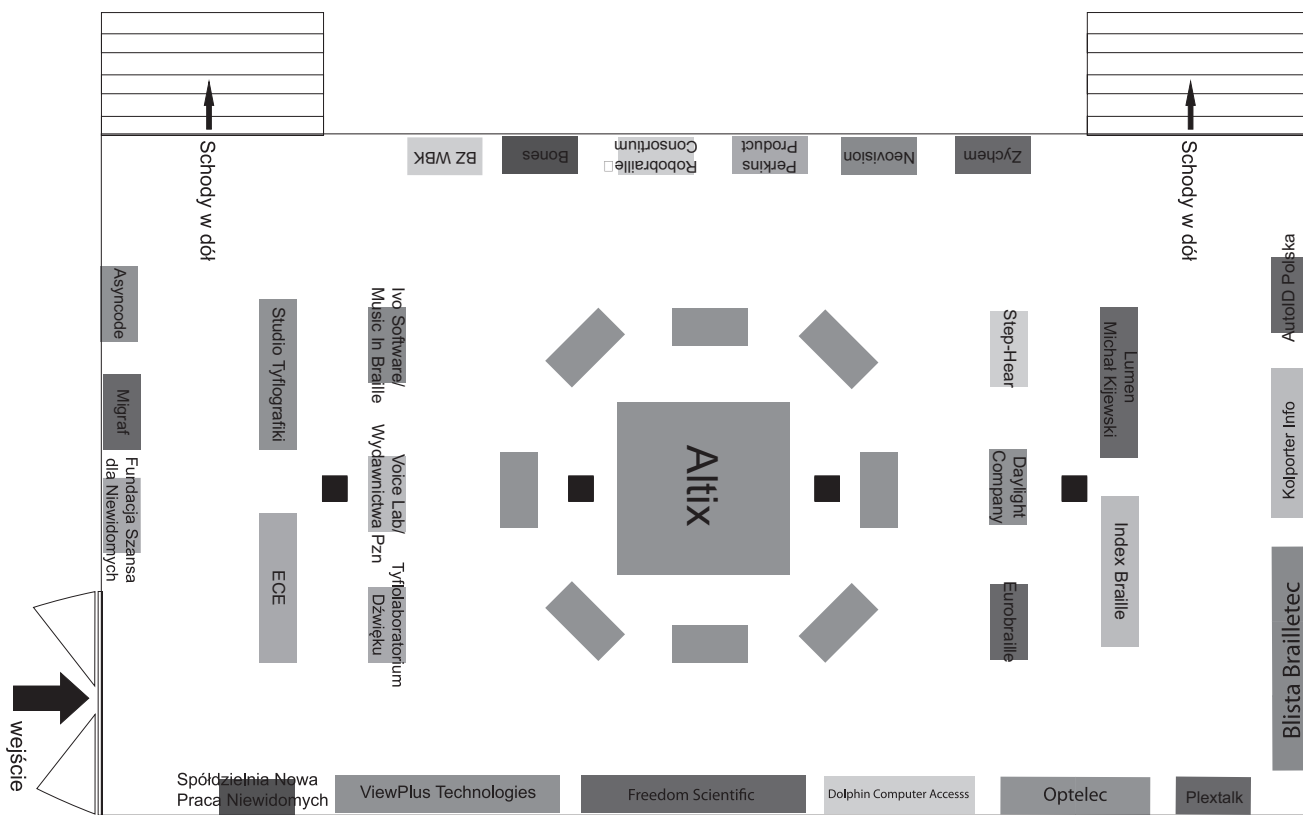 Schody w dół
Schody w dół
BZ WBK
Bones
Robobraille
Consortium
Perkins
Product
Neovision
Zychem
Asyncode
Migraf
Fundacja Szansa
dla Niewidomych
Studio Tyflografiki
ECE
Ivo Software/
Music In Braille
Voice Lab/
Wydawnictwa Pzn
Tyflolaboratorium
Dźwięku
Altix
Step-Hear
Daylight
Company
Eurobraille
Lumen
Michał Kijewski
Index Braille
AutoID Polska
Kolporter Info
Blista Brailletec
wejście
Spółdzielnia Nowa
Praca Niewidomych
ViewPlus Technologies
Freedom Scientific
Dolphin Computer Accesss
Optelec
Plextalk